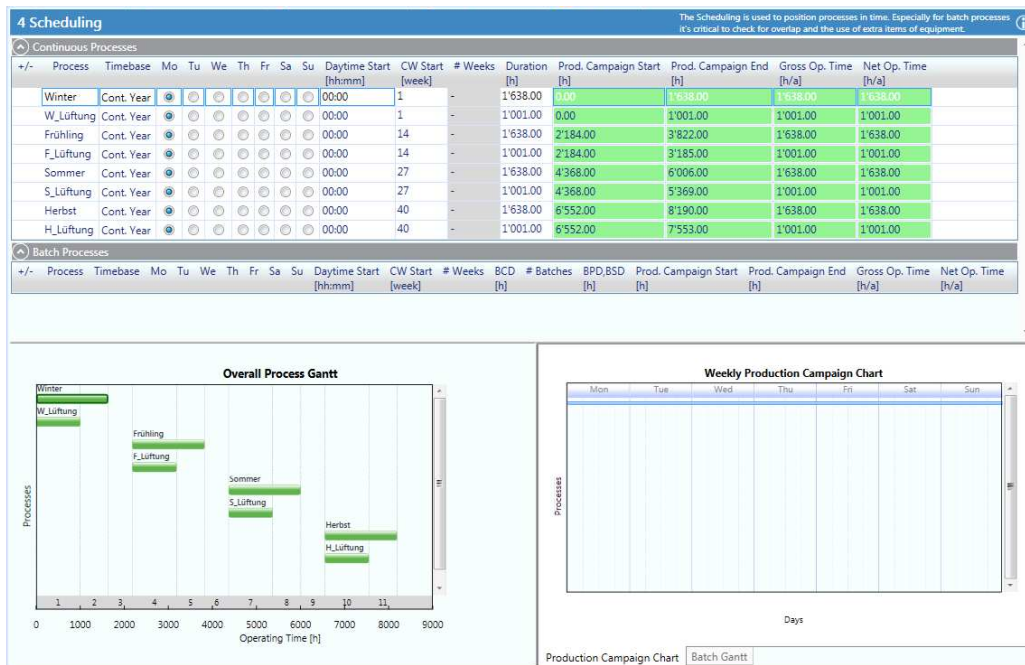 4 Scheduling
The Scheduling is used to position processes in time. Especially for batch processes
it's critical to check for overlap and the use of extra items of equipment.
Continuous Processes
+/- Process Timebase Mo Tu We Th Fr Sa Su Daytime Start CW Start # Weeks Duration Prod. Campaign Start Prod. Campaign End Gross Op. Time Net Op. Time
[hh:mm] [week] [h] [h] [h] [h/a] [h/a]
Winter Cont. Year 00:00 1 - 1'638.00 0.00 1'638.00 1'638.00 1'638.00
W_Lüftung Cont. Year 00:00 1 - 1'001.00 0.00 1'001.00 1'001.00 1'001.00
Frühling Cont. Year 00:00 14 - 1'638.00 2'184.00 3'822.00 1'638.00 1'638.00
F_Lüftung Cont. Year 00:00 14 - 1'001.00 2'184.00 3'185.00 1'001.00 1'001.00
Sommer Cont. Year 00:00 27 - 1'638.00 4'368.00 6'006.00 1'638.00 1'638.00
S_Lüftung Cont. Year 00:00 27 - 1'001.00 4'368.00 5'369.00 1'001.00 1'001.00
Herbst Cont. Year 00:00 40 - 1'638.00 6'552.00 8'190.00 1'638.00 1'638.00
H_Lüftung Cont. Year 00:00 40 - 1'001.00 6'552.00 7'553.00 1'001.00 1'001.00
Batch Processes
+/- Process Timebase Mo Tu We Th Fr Sa Su Daytime Start CW Start # Weeks BCD # Batches BPD,BSD Prod. Campaign Start Prod. Campaign End Gross Op. Time Net Op. Time
[hh:mm] [week] [h] [h] [h] [h] [h/a] [h/a]
Overall Process Gantt
Winter
W_Lüftung
Frühling
F_Lüftung
Sommer
S_Lüftung
Herbst
H_Lüftung
Processes
1 2 3 4 5 6 7 8 9 10 11
0 1000 2000 3000 4000 5000 6000 7000 8000 9000
Operating Time [h]
Weekly Production Campaign Chart
Mon Tue Wed Thu Fri Sat Sun
Processes
Days
Production Campaign Chart Batch Gantt